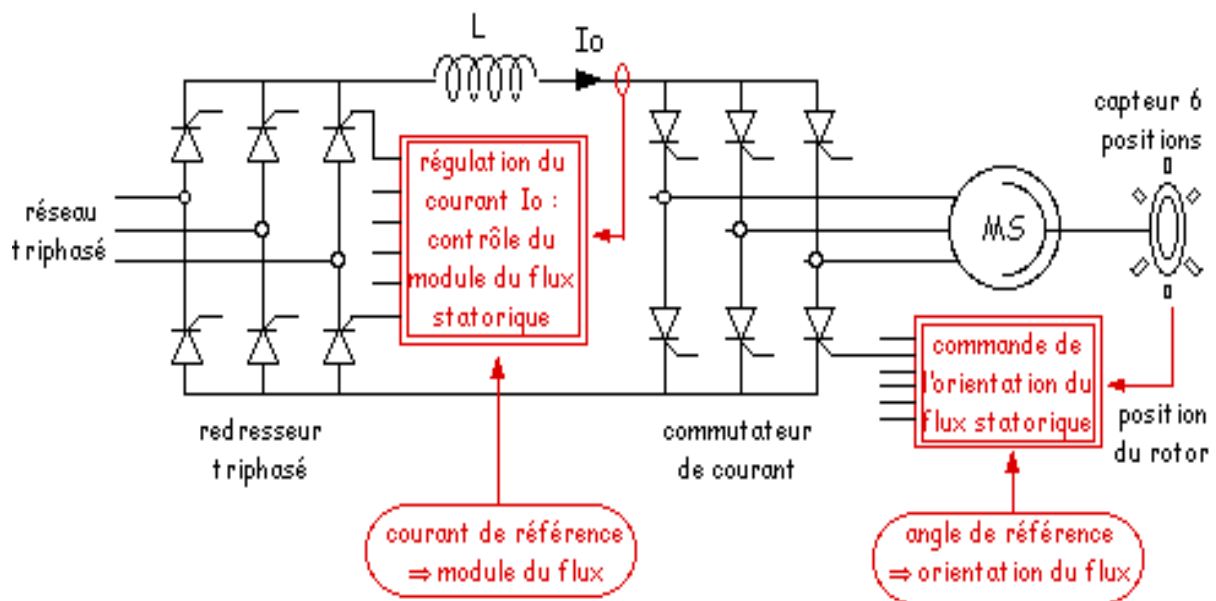 L
Io
capteur 6
positions
régulation du
courant Io :
contrôle du
module du flux
statorique
réseau
triphasé
MS
commande de
l'orientation du
flux statorique
position
du rotor
redresseur
triphasé
commutateur
de courant
courant de référence
⇒ module du flux
angle de référence
⇒ orientation du flux